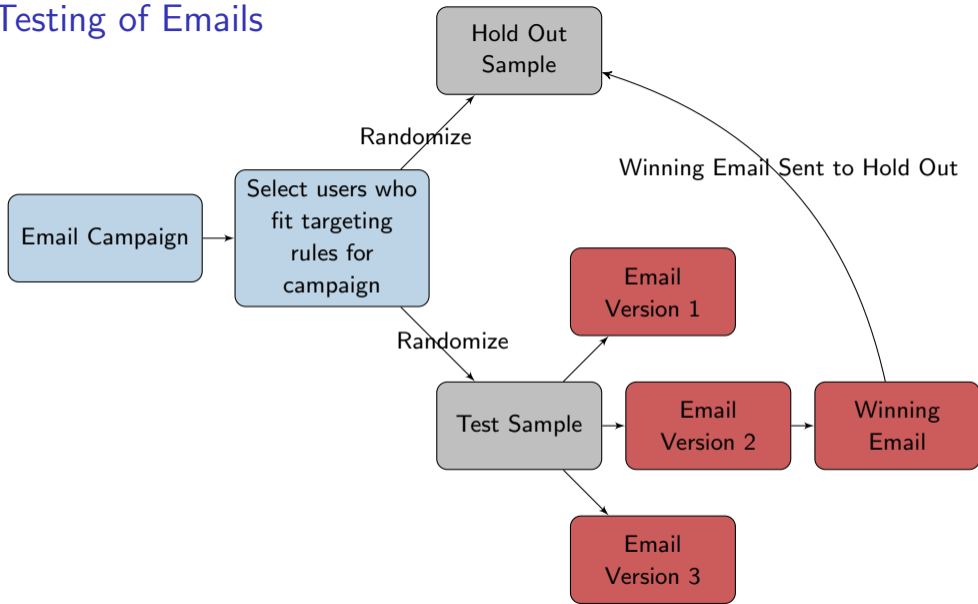 Testing of Emails
Hold Out
Sample
Randomize
Winning Email Sent to Hold Out
Email Campaign
Select users who
fit targeting
rules for
campaign
Email
Version 1
Randomize
Test Sample
Email
Version 2
Winning
Email
Email
Version 3